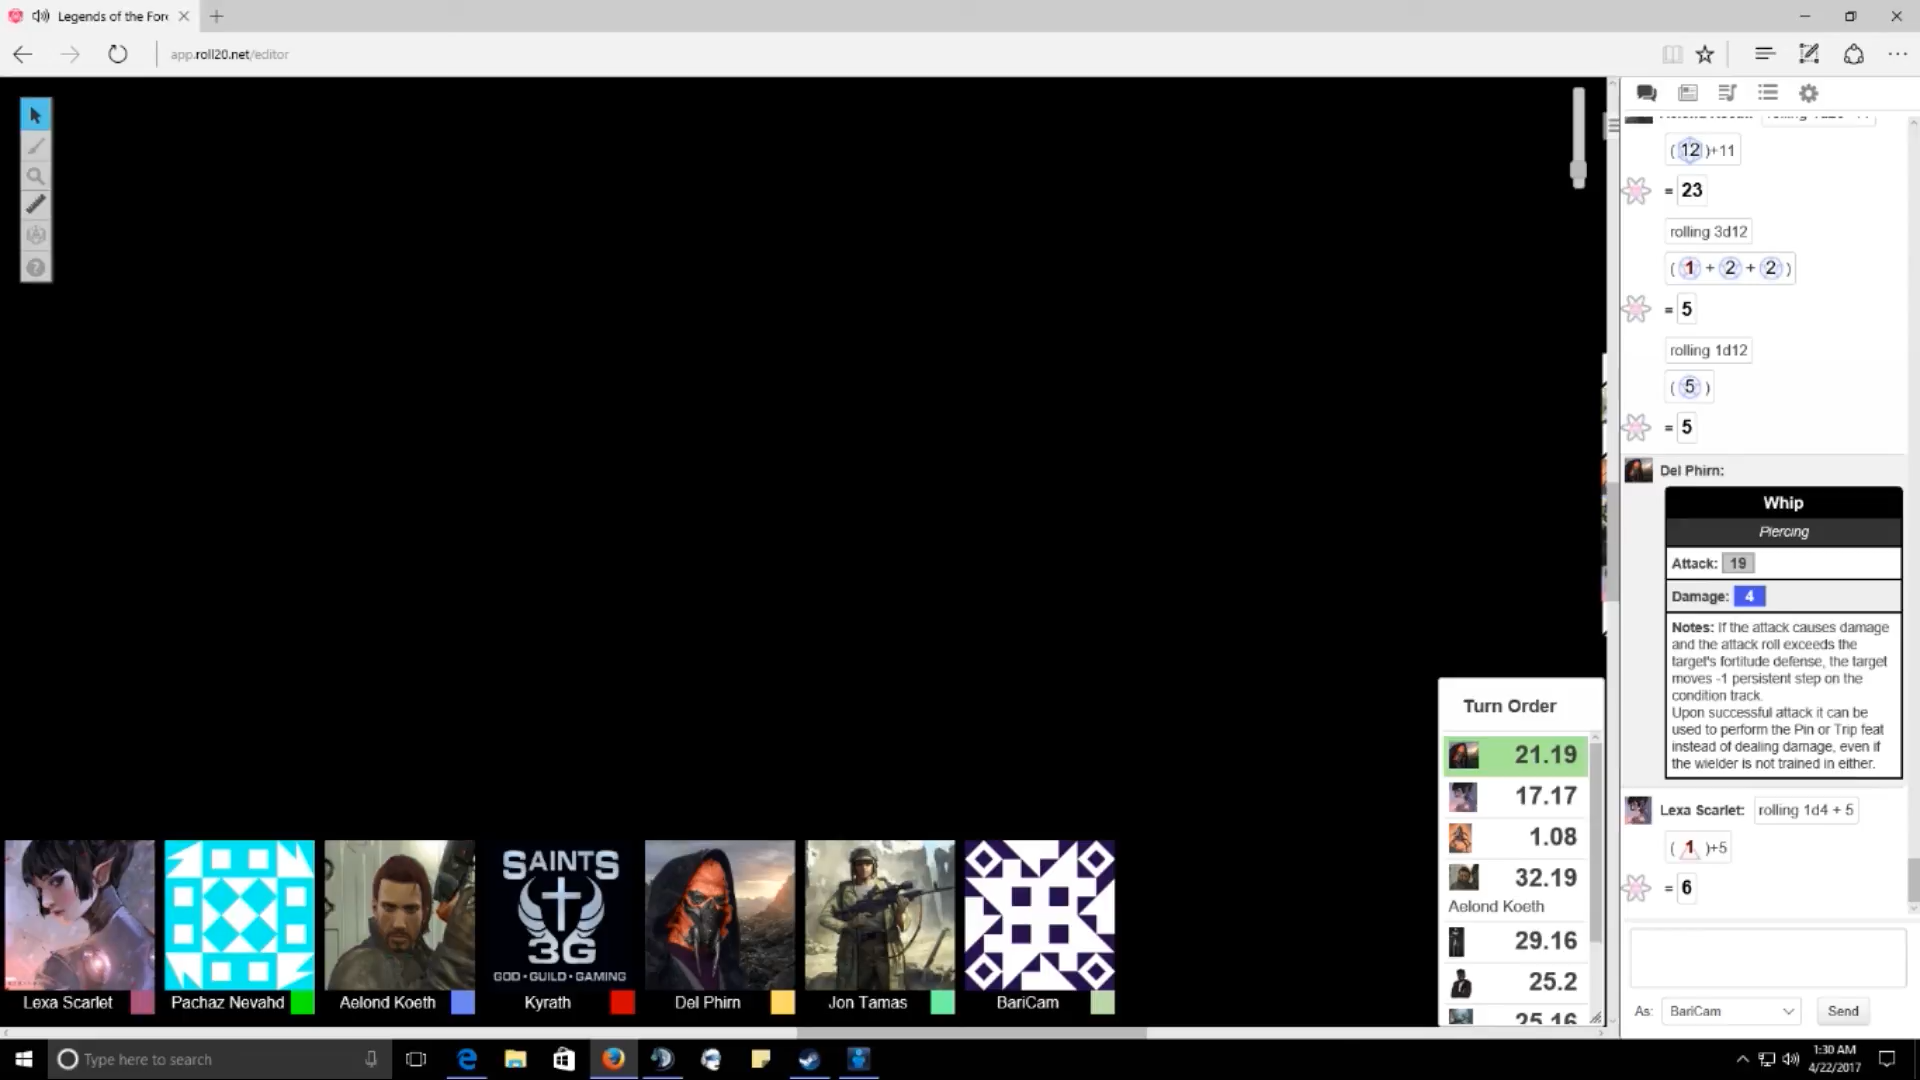 Legends of the For
app.roll20.net/editor
(12)+11
= 23
rolling 3d12
(1+2+2)
= 5
rolling 1d12
(5)
= 5
Del Phirn:
Whip
Piercing
Attack: 19
Damage: 4
Notes: If the attack causes damage
and the attack roll exceeds the
target's fortitude defense, the target
moves -1 persistent step on the
condition track.
Upon successful attack it can be
used to perform the Pin or Trip feat
instead of dealing damage, even if
the wielder is not trained in either.
Lexa Scarlet: rolling 1d4 + 5
(1)+5
= 6
As: BariCam Send
Turn Order
21.19
17.17
1.08
32.19
Aelond Koeth
29.16
25.2
25.16
SAINTS
3G
GOD • GUILD • GAMING
Lexa Scarlet Pachaz Nevahd Aelond Koeth Kyrath Del Phirn Jon Tamas BariCam
Type here to search
1:30 AM
4/22/2017